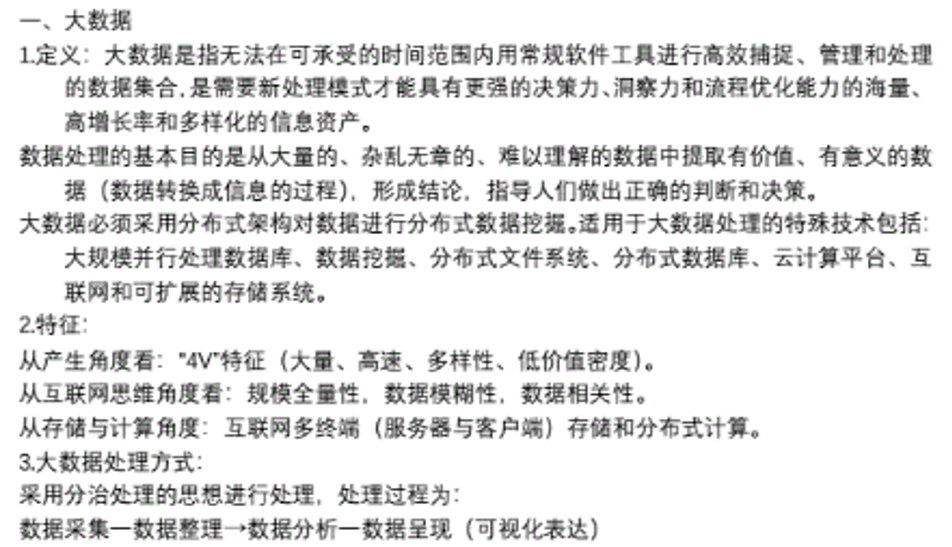 一、大数据
1.定义：大数据是指无法在可承受的时间范围内用常规软件工具进行高效捕捉、管理和处理
的数据集合,是需要新处理模式才能具有更强的决策力、洞察力和流程优化能力的海量、
高增长率和多样化的信息资产。
数据处理的基本目的是从大量的、杂乱无章的、难以理解的数据中提取有价值、有意义的数
据（数据转换成信息的过程），形成结论，指导人们做出正确的判断和决策。
大数据必须采用分布式架构对数据进行分布式数据挖掘。适用于大数据处理的特殊技术包括：
大规模并行处理数据库、数据挖掘、分布式文件系统、分布式数据库、云计算平台、互
联网和可扩展的存储系统。
2.特征：
从产生角度看："4V"特征（大量、高速、多样性、低价值密度）。
从互联网思维角度看：规模全量性，数据模糊性，数据相关性。
从存储与计算角度：互联网多终端（服务器与客户端）存储和分布式计算。
3.大数据处理方式：
采用分治处理的思想进行处理，处理过程为：
数据采集—数据整理→数据分析—数据呈现（可视化表达）